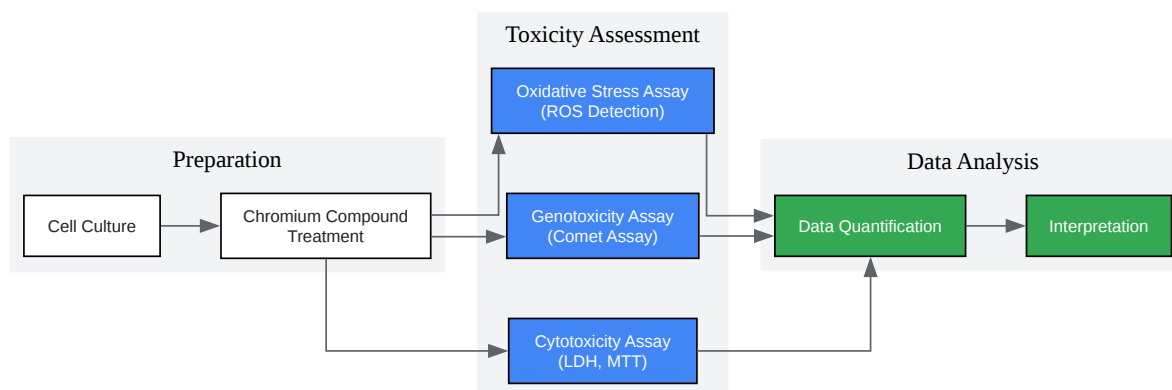 Preparation
Cell Culture
Chromium Compound
Treatment
Toxicity Assessment
Oxidative Stress Assay
(ROS Detection)
Genotoxicity Assay
(Comet Assay)
Cytotoxicity Assay
(LDH, MTT)
Data Analysis
Data Quantification
Interpretation